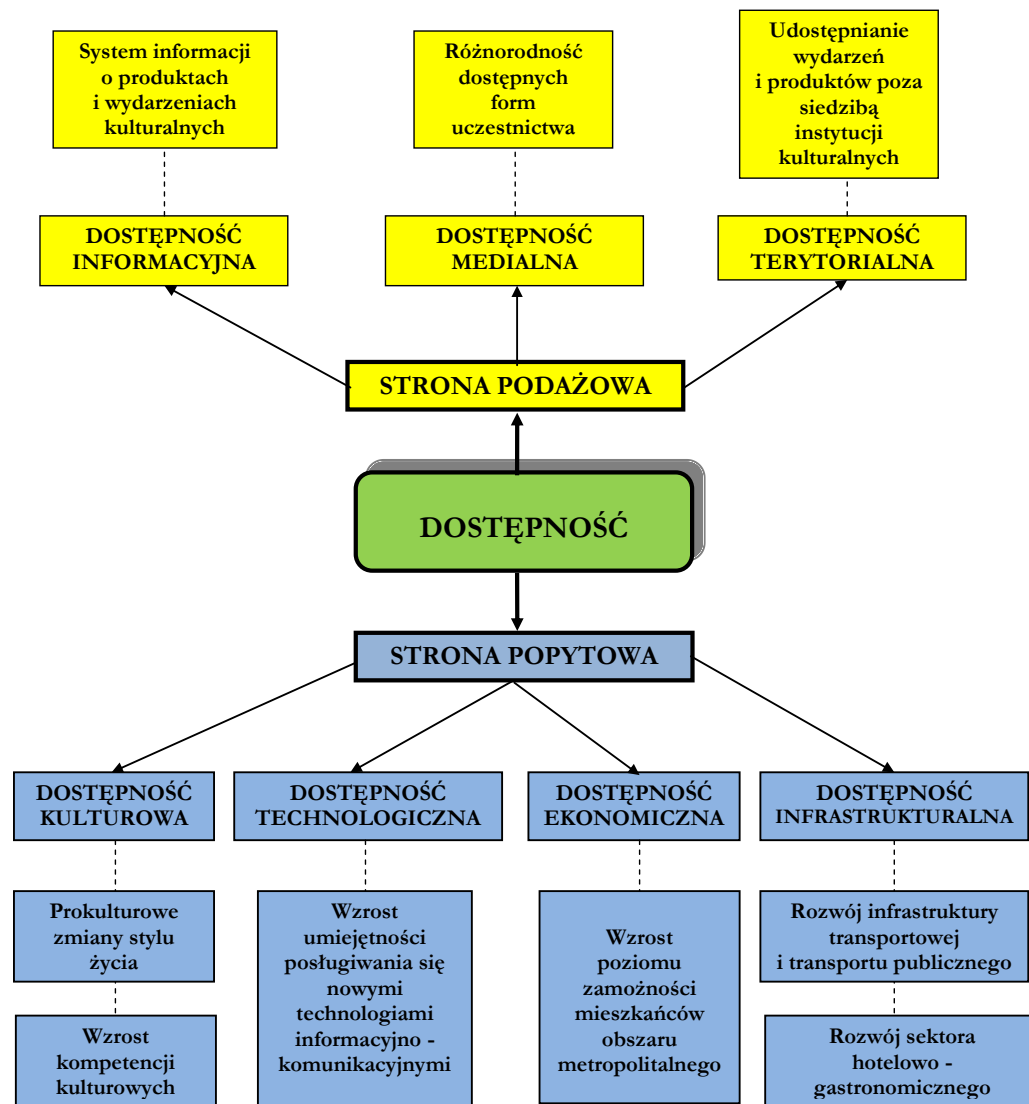 System informacji
o produktach
i wydarzeniach
kulturalnych
Różnorodność
dostępnych
form
uczestnictwa
Udostępnianie
wydarzeń
i produktów poza
siedzibą
instytucji
kulturalnych
DOSTĘPNOŚĆ
INFORMACYJNA
DOSTĘPNOŚĆ
MEDIALNA
DOSTĘPNOŚĆ
TERYTORIALNA
STRONA PODAŻOWA
DOSTĘPNOŚĆ
STRONA POPYTOWA
DOSTĘPNOŚĆ
KULTUROWA
DOSTĘPNOŚĆ
TECHNOLOGICZNA
DOSTĘPNOŚĆ
EKONOMICZNA
DOSTĘPNOŚĆ
INFRASTRUKTURALNA
Prokulturowe
zmiany stylu
życia
Wzrost
kompetencji
kulturowych
Wzrost
umiejętności
posługiwania się
nowymi
technologiami
informacyjno -
komunikacyjnymi
Wzrost
poziomu
zamożności
mieszkańców
obszaru
metropolitalnego
Rozwój infrastruktury
transportowej
i transportu publicznego
Rozwój sektora
hotelowo -
gastronomicznego